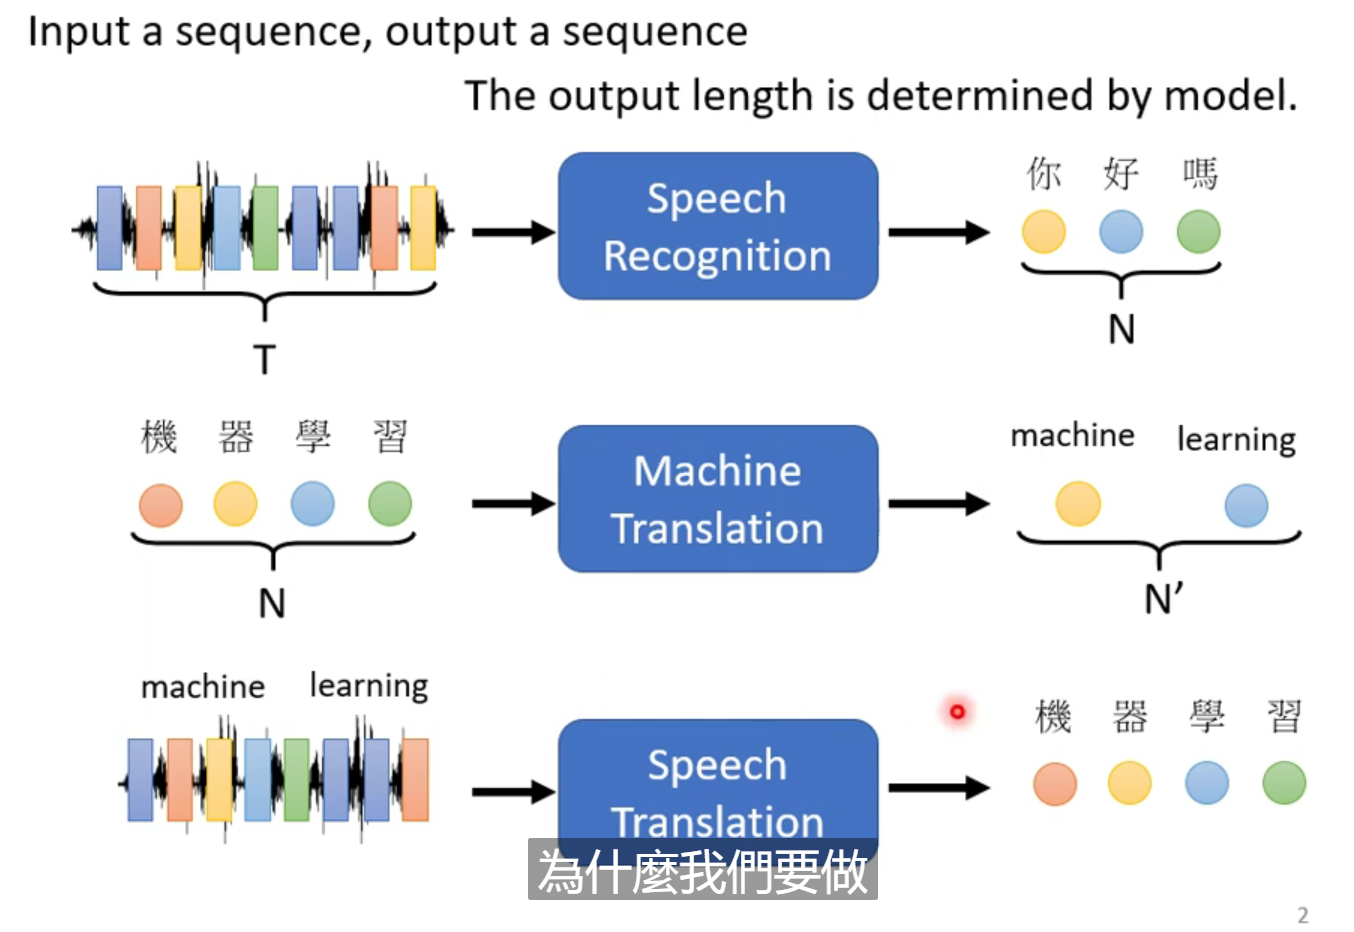 Input a sequence, output a sequence
The output length is determined by model.
Speech
Recognition
你 好 嗎
T
N
機 器 學 習
Machine
Translation
machine learning
N
N’
machine learning
Speech
Translation
機 器 學 習
為什麼我們要做
2